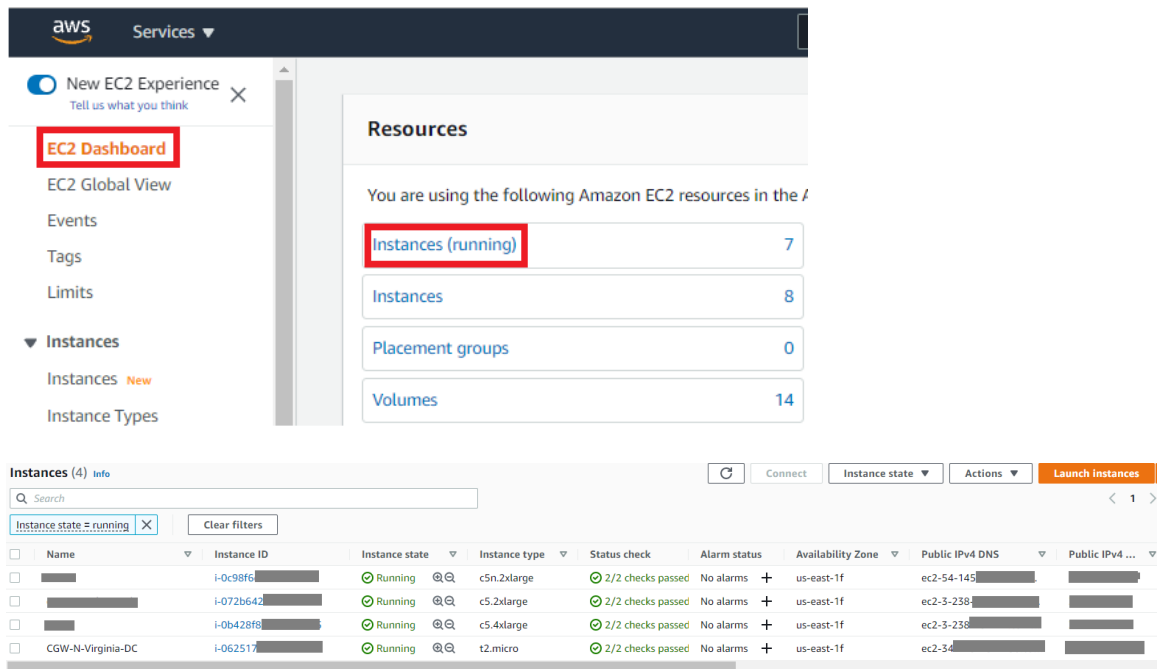 aws Services ▼
New EC2 Experience
Tell us what you think
EC2 Dashboard
EC2 Global View
Events
Tags
Limits
Instances
Instances New
Instance Types
Resources
You are using the following Amazon EC2 resources in the
Instances (running) 7
Instances 8
Placement groups 0
Volumes 14
Instances (4) Info
Connect Instance state ▼ Actions ▼ Launch instances
Search
1
Instance state = running Clear filters
Name Instance ID Instance state Instance type Status check Alarm status Availability Zone Public IPv4 DNS Public IPv4 ...
i-0c98f6 Running c5n.2xlarge 2/2 checks passed No alarms + us-east-1f ec2-54-145
i-072b642 Running c5.2xlarge 2/2 checks passed No alarms + us-east-1f ec2-3-238-
i-0b428f8 Running c5.4xlarge 2/2 checks passed No alarms + us-east-1f ec2-3-238
CGW-N-Virginia-DC i-062517 Running t2.micro 2/2 checks passed No alarms + us-east-1f ec2-34